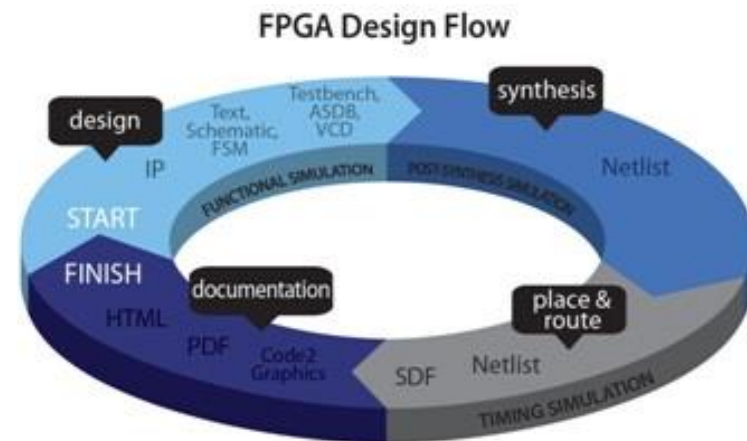 FPGA Design Flow
design
IP
Text,
Schematic,
FSM
Testbench,
ASDB,
VCD
START
FUNCTIONAL SIMULATION
synthesis
Netlist
POST-SYNTHESIS SIMULATION
place &
route
Netlist
SDF
TIMING SIMULATION
documentation
Code2
Graphics
PDF
HTML
FINISH